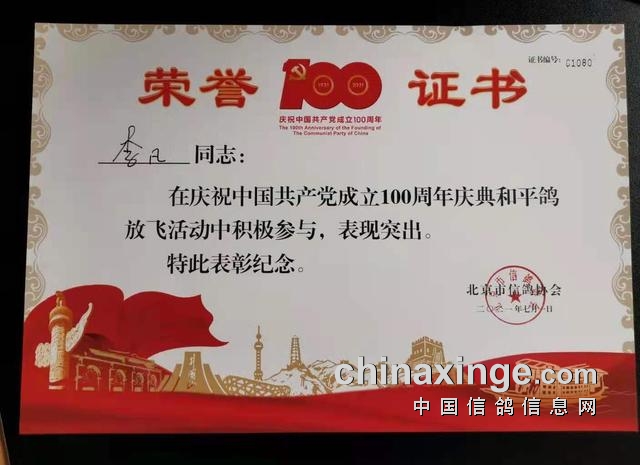 证书编号: 01080
荣誉 100 证书
1921 2021
庆祝中国共产党成立100周年
The 100th Anniversary of the Founding of
The Communist Party of China
李凡 同志:
在庆祝中国共产党成立100周年庆典和平鸽
放飞活动中积极参与，表现突出。
特此表彰纪念。
北京市信鸽协会
二〇二一年七月一日
chinaxinge.com
中国信鸽信息网